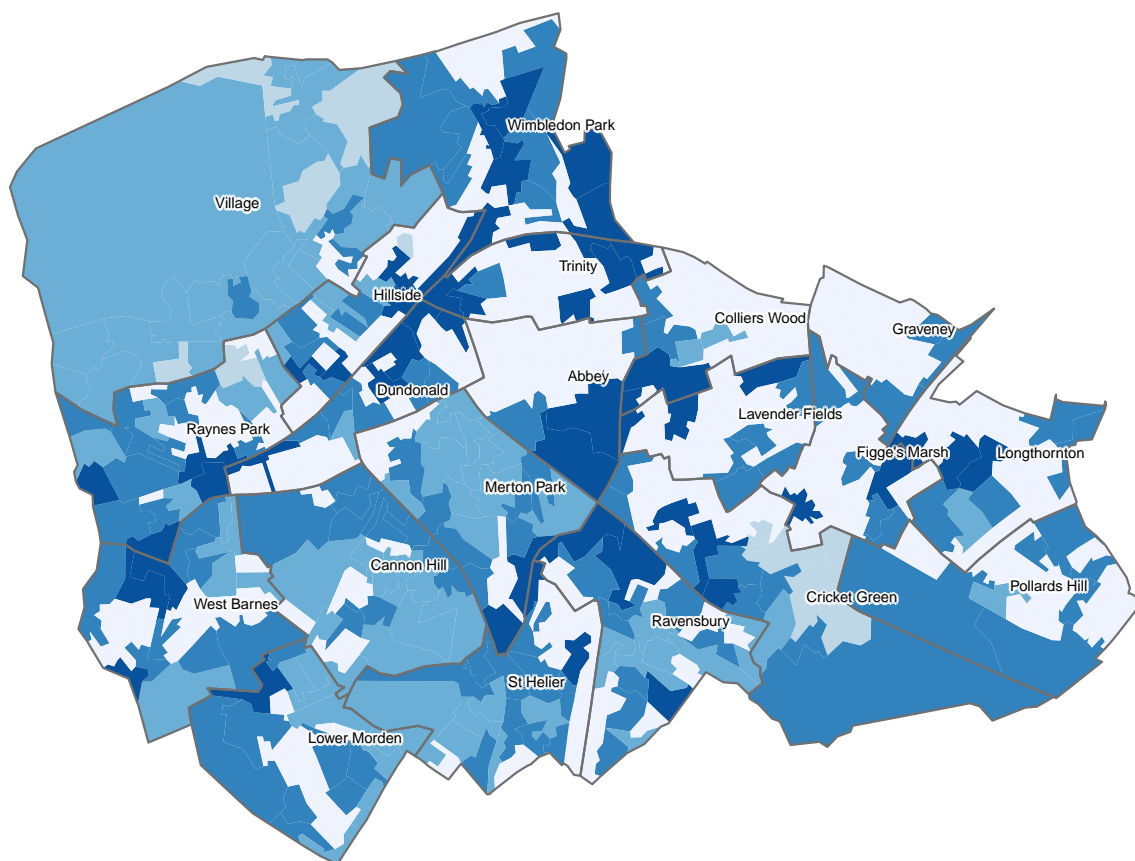 Wimbledon Park
Village
Trinity
Hillside
Colliers Wood
Graveney
Abbey
Dundonald
Lavender Fields
Raynes Park
Figge's Marsh
Longthornton
Merton Park
Cannon Hill
Pollards Hill
West Barnes
Cricket Green
Ravensbury
St Helier
Lower Morden